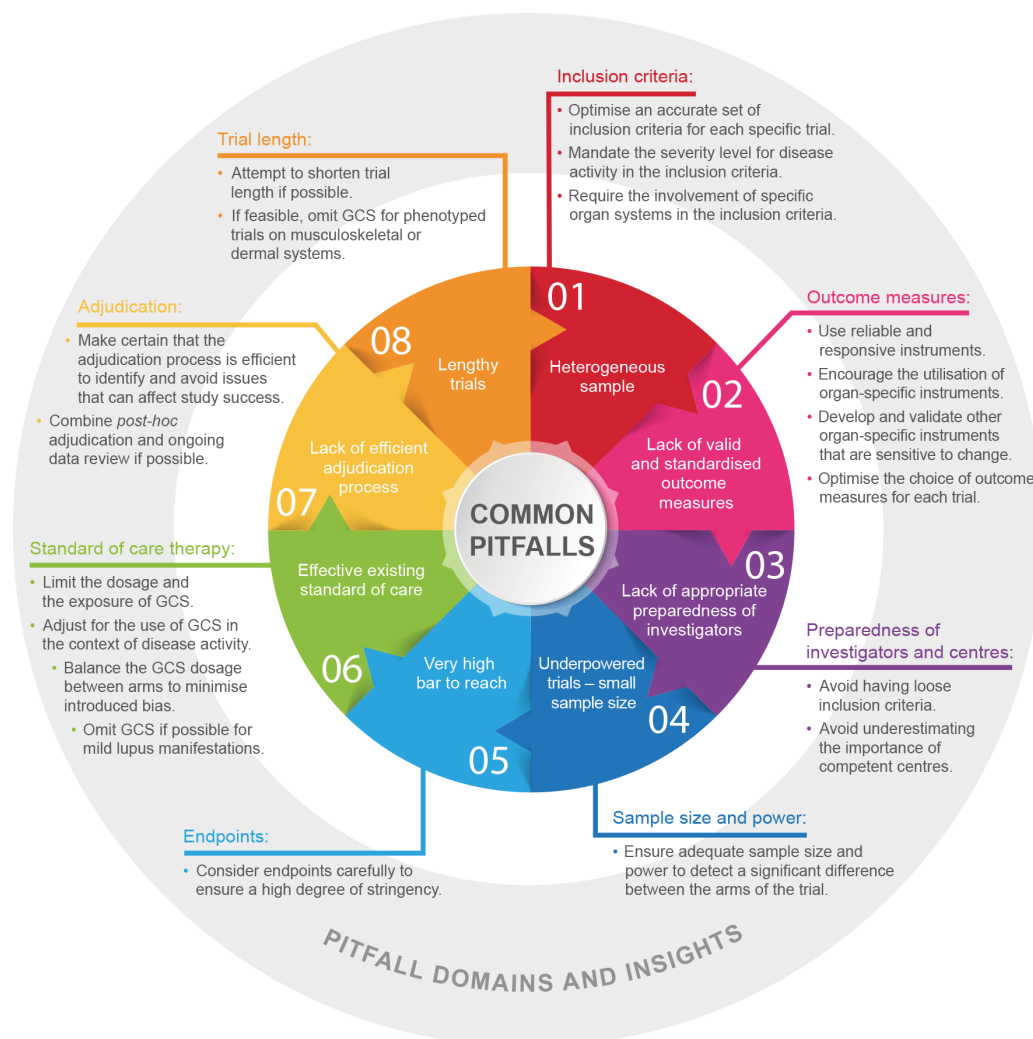 Inclusion criteria:
• Optimise an accurate set of
inclusion criteria for each specific trial.
• Mandate the severity level for disease
activity in the inclusion criteria.
• Require the involvement of specific
organ systems in the inclusion criteria.
Trial length:
• Attempt to shorten trial
length if possible.
• If feasible, omit GCS for phenotyped
trials on musculoskeletal or
dermal systems.
Adjudication:
• Make certain that the
adjudication process is efficient
to identify and avoid issues
that can affect study success.
• Combine post-hoc
adjudication and ongoing
data review if possible.
Outcome measures:
• Use reliable and
responsive instruments.
• Encourage the utilisation of
organ-specific instruments.
• Develop and validate other
organ-specific instruments
that are sensitive to change.
• Optimise the choice of outcome
measures for each trial.
01
Heterogeneous
sample
02
Lack of valid
and standardised
outcome
measures
03
Lack of appropriate
preparedness of
investigators
04
Underpowered
trials – small
sample size
05
Very high
bar to reach
06
Effective existing
standard of care
07
Lack of efficient
adjudication
process
08
Lengthy
trials
COMMON
PITFALLS
Standard of care therapy:
• Limit the dosage and
the exposure of GCS.
• Adjust for the use of GCS in
the context of disease activity.
• Balance the GCS dosage
between arms to minimise
introduced bias.
• Omit GCS if possible for
mild lupus manifestations.
Preparedness of
investigators and centres:
• Avoid having loose
inclusion criteria.
• Avoid underestimating
the importance of
competent centres.
Endpoints:
• Consider endpoints carefully to
ensure a high degree of stringency.
Sample size and power:
• Ensure adequate sample size and
power to detect a significant difference
between the arms of the trial.
PITFALL DOMAINS AND INSIGHTS